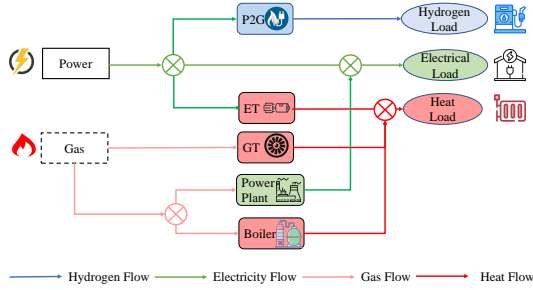 P2G
Hydrogen
Load
Power
Electrical
Load
ET
Heat
Load
Gas
GT
Power
Plant
Boiler
Hydrogen Flow
Electricity Flow
Gas Flow
Heat Flow